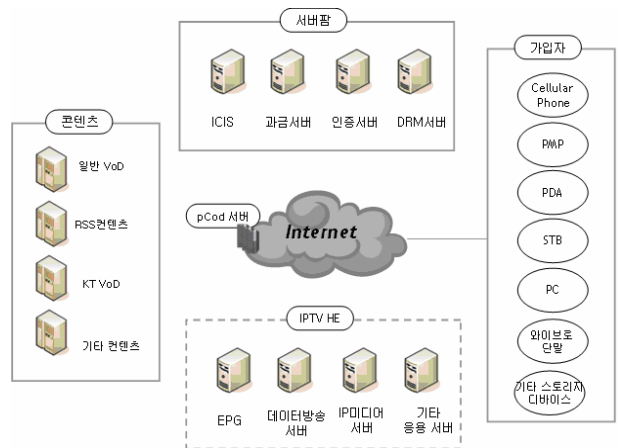 서버팜
ICIS
과금서버
인증서버
DRM서버
콘텐츠
일반 VoD
RSS컨텐츠
KT VoD
기타 컨텐츠
pCod 서버
Internet
IPTV HE
EPG
데이터방송
서버
IP미디어
서버
기타
응용 서버
가입자
Cellular
Phone
PMP
PDA
STB
PC
와이브로
단말
기타 스토리지
디바이스